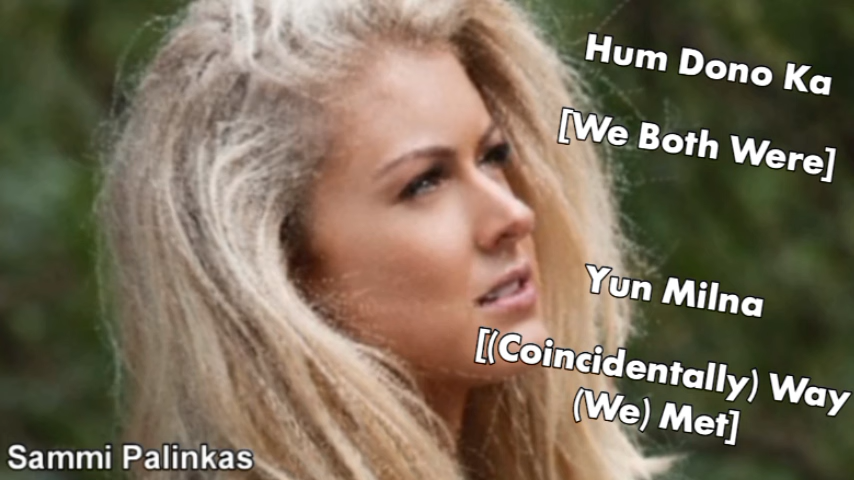 Hum Dono Ka
[We Both Were]
Yun Milna
[(Coincidentally) Way
(We) Met]
Sammi Palinkas